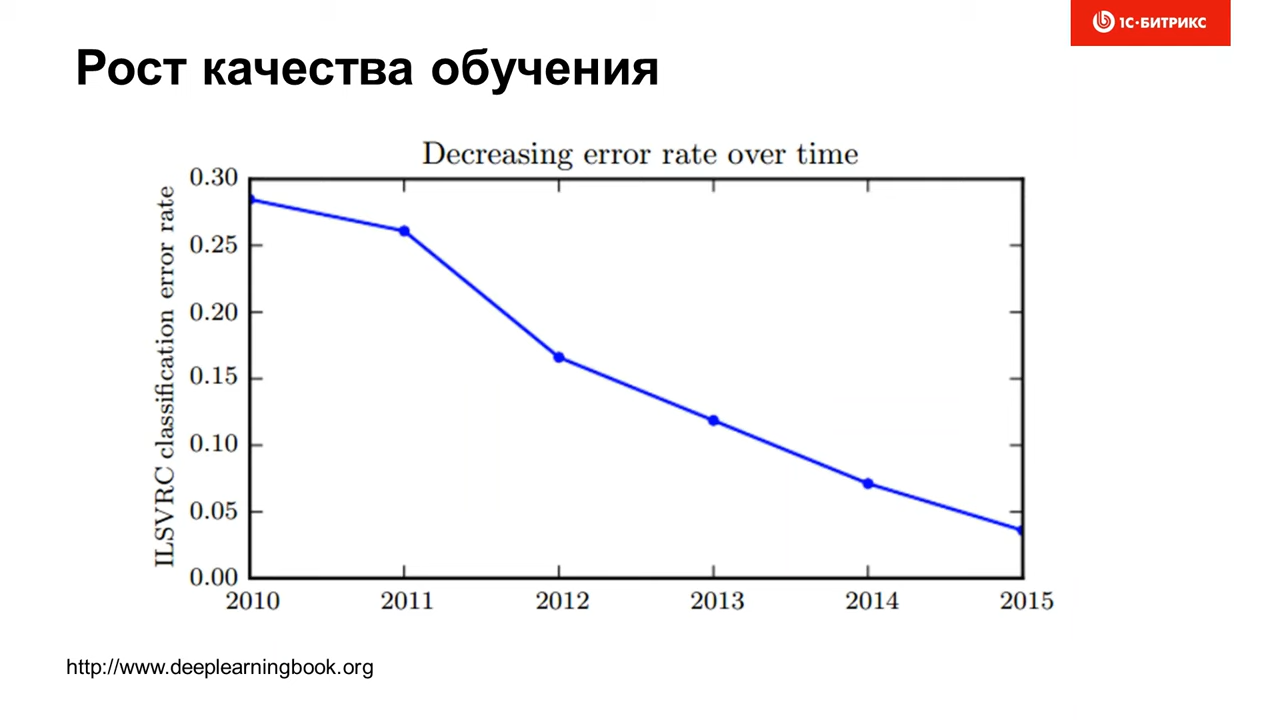 1С·БИТРИКС
Рост качества обучения
Decreasing error rate over time
ILSVRC classification error rate
0.30
0.25
0.20
0.15
0.10
0.05
0.00
2010 2011 2012 2013 2014 2015
http://www.deeplearningbook.org